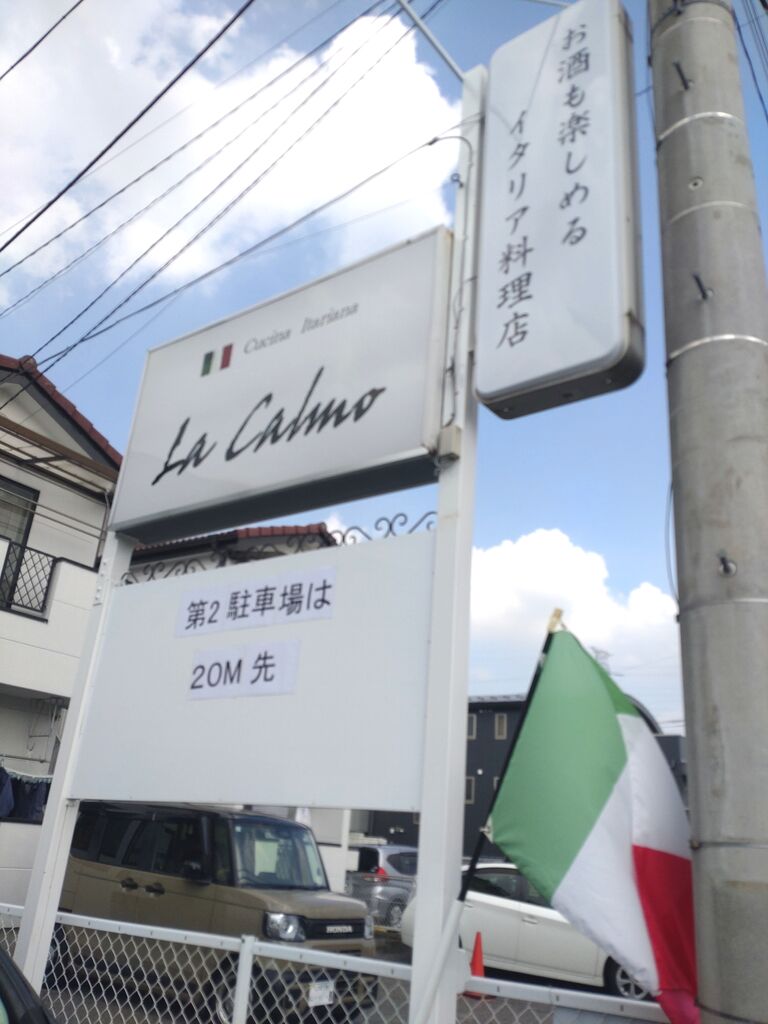 お酒も楽しめる
イタリア料理店
Cucina Itariana
La Calmo
第2 駐車場は
20M 先
HONDA